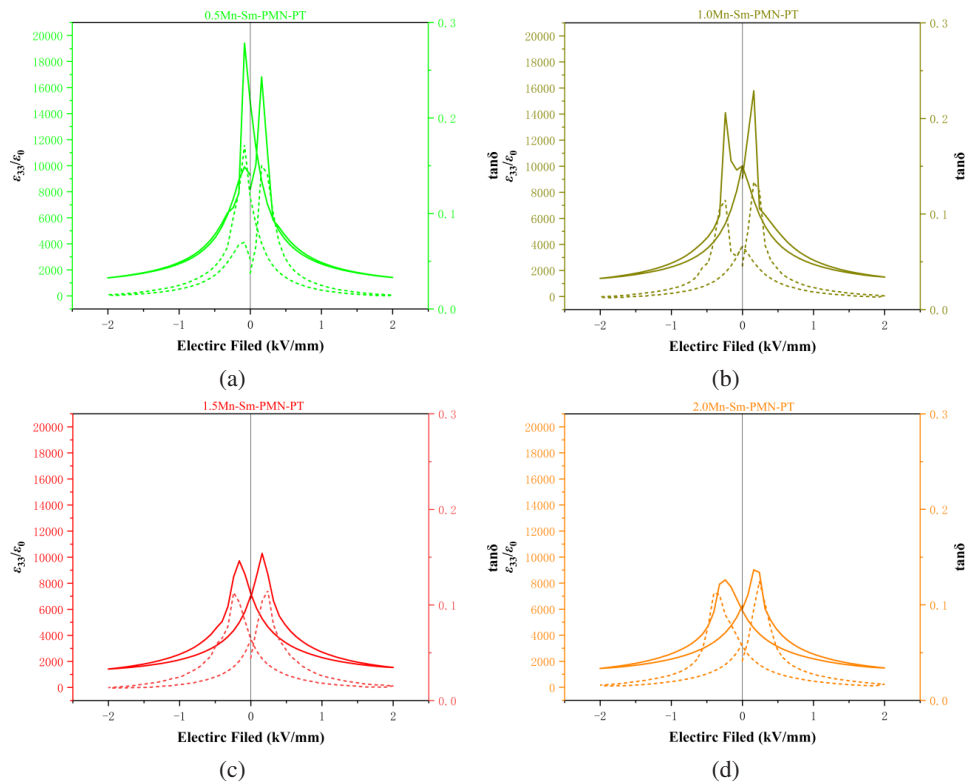 0.5Mn-Sm-PMN-PT
20000
18000
16000
14000
12000
10000
8000
6000
4000
2000
0
ε33/ε0
0.3
0.2
0.1
0.0
tanδ
-2 -1 0 1 2
Electirc Filed (kV/mm)
(a)
1.0Mn-Sm-PMN-PT
20000
18000
16000
14000
12000
10000
8000
6000
4000
2000
0
ε33/ε0
0.3
0.2
0.1
0.0
tanδ
-2 -1 0 1 2
Electirc Filed (kV/mm)
(b)
1.5Mn-Sm-PMN-PT
20000
18000
16000
14000
12000
10000
8000
6000
4000
2000
0
ε33/ε0
0.3
0.2
0.1
0.0
tanδ
-2 -1 0 1 2
Electirc Filed (kV/mm)
(c)
2.0Mn-Sm-PMN-PT
20000
18000
16000
14000
12000
10000
8000
6000
4000
2000
0
ε33/ε0
0.3
0.2
0.1
0.0
tanδ
-2 -1 0 1 2
Electirc Filed (kV/mm)
(d)